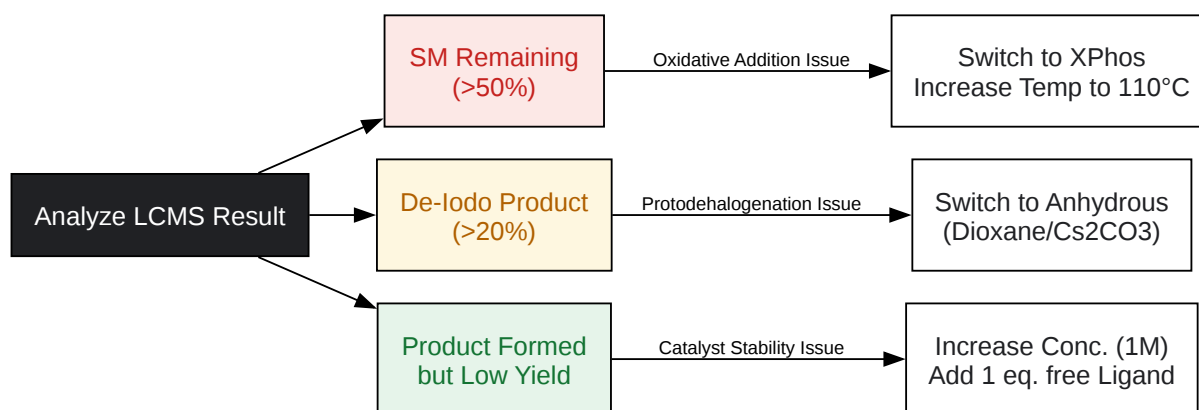 SM Remaining
(>50%)
Oxidative Addition Issue
Switch to XPhos
Increase Temp to 110°C
Analyze LCMS Result
De-Iodo Product
(>20%)
Protodehalogenation Issue
Switch to Anhydrous
(Dioxane/Cs2CO3)
Product Formed
but Low Yield
Catalyst Stability Issue
Increase Conc. (1M)
Add 1 eq. free Ligand